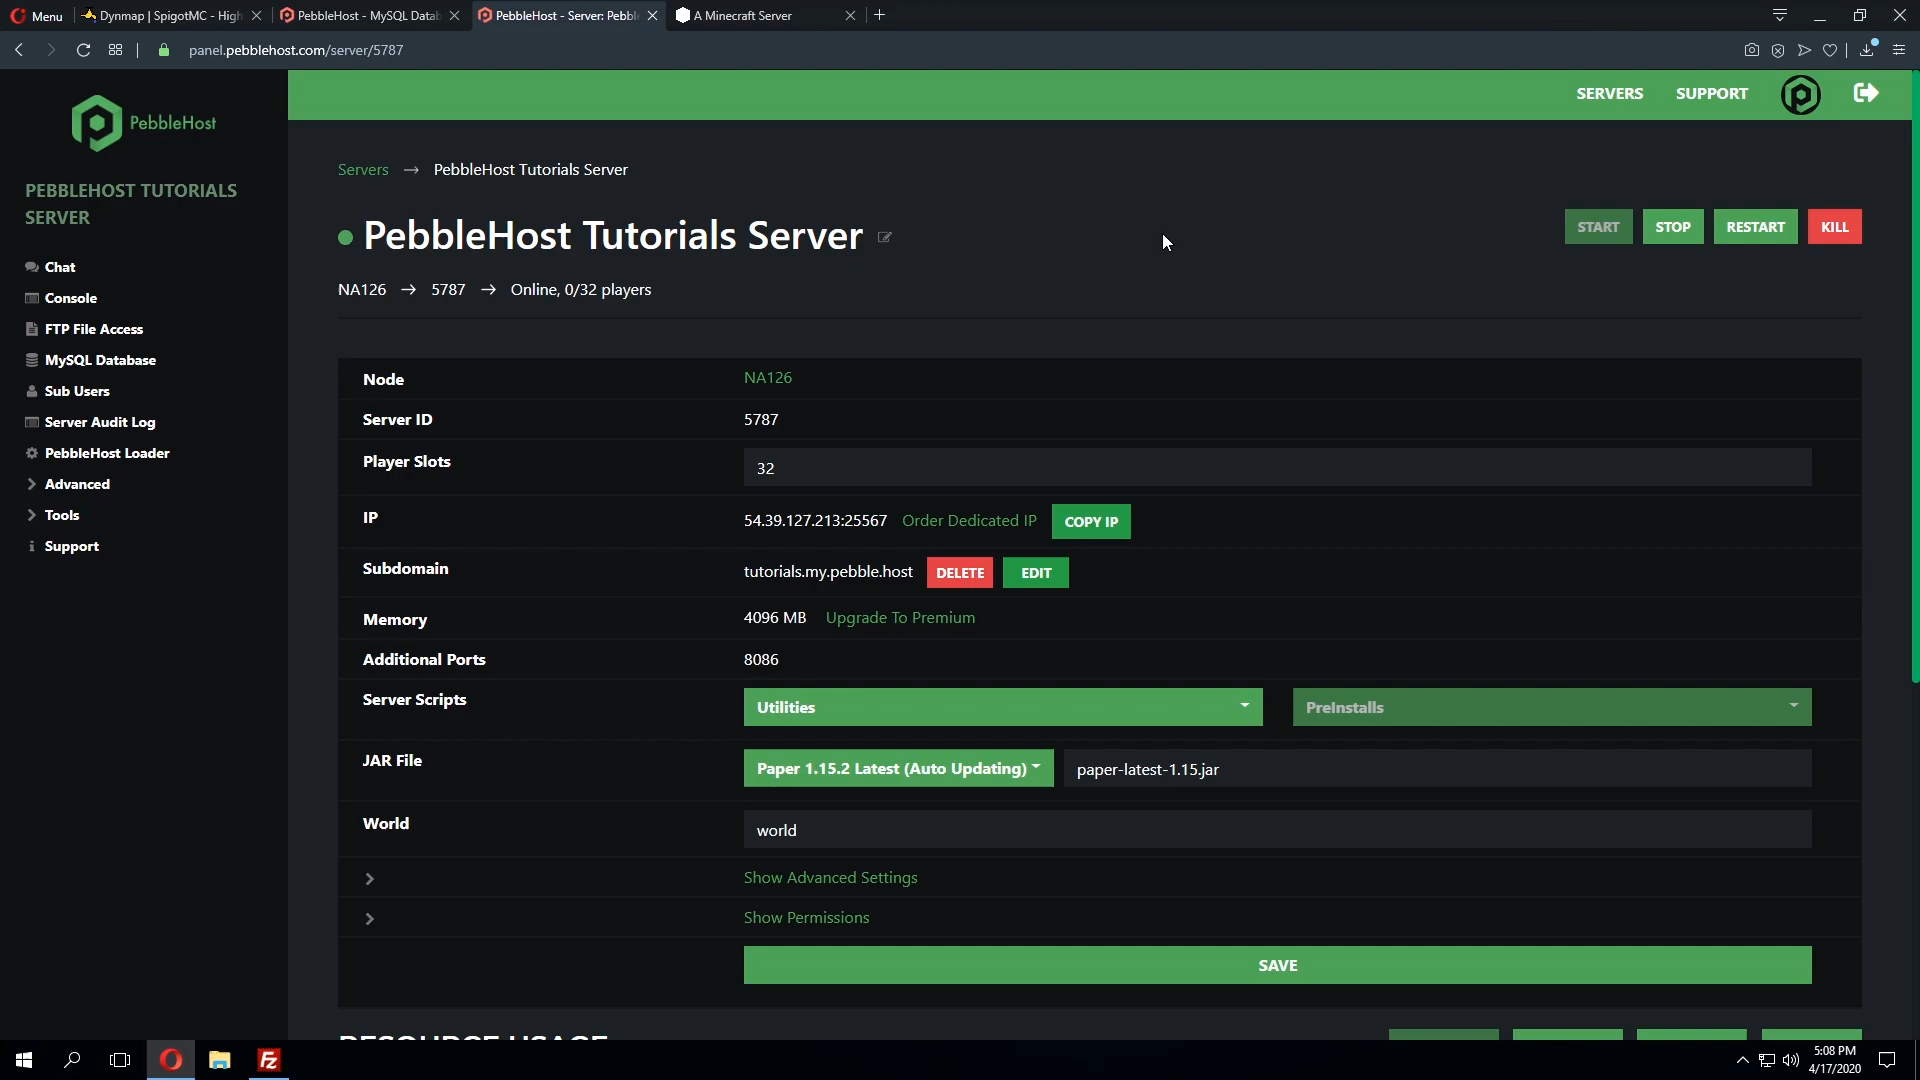 Menu
Dynmap | SpigotMC - High
PebbleHost - MySQL Datab
PebbleHost - Server: Pebble
A Minecraft Server
panel.pebblehost.com/server/5787
PebbleHost
SERVERS
SUPPORT
PEBBLEHOST TUTORIALS
SERVER
Chat
Console
FTP File Access
MySQL Database
Sub Users
Server Audit Log
PebbleHost Loader
Advanced
Tools
Support
Servers → PebbleHost Tutorials Server
PebbleHost Tutorials Server
START
STOP
RESTART
KILL
NA126 → 5787 → Online, 0/32 players
Node
NA126
Server ID
5787
Player Slots
32
IP
54.39.127.213:25567 Order Dedicated IP COPY IP
Subdomain
tutorials.my.pebble.host DELETE EDIT
Memory
4096 MB Upgrade To Premium
Additional Ports
8086
Server Scripts
Utilities
PreInstalls
JAR File
Paper 1.15.2 Latest (Auto Updating)
paper-latest-1.15.jar
World
world
Show Advanced Settings
Show Permissions
SAVE
RESOURCE USAGE
5:08 PM
4/17/2020